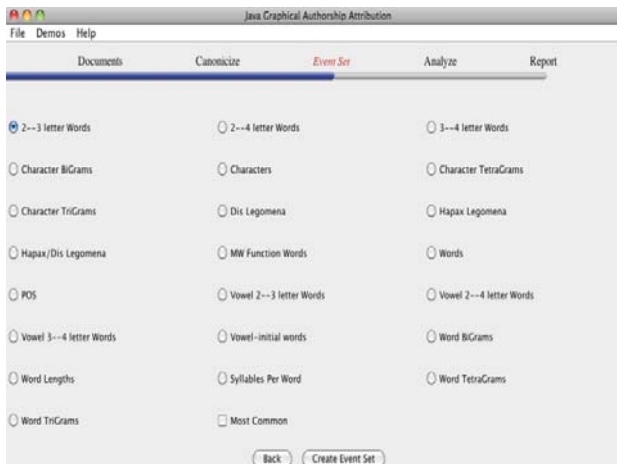 Java Graphical Authorship Attribution
File Demos Help
Documents Canonicize Event Set Analyze Report
2--3 letter Words 2--4 letter Words 3--4 letter Words
Character BiGrams Characters Character TetraGrams
Character TriGrams Dis Legomena Hapax Legomena
Hapax/Dis Legomena MW Function Words Words
POS Vowel 2--3 letter Words Vowel 2--4 letter Words
Vowel 3--4 letter Words Vowel-initial words Word BiGrams
Word Lengths Syllables Per Word Word TetraGrams
Word TriGrams Most Common
Back Create Event Set